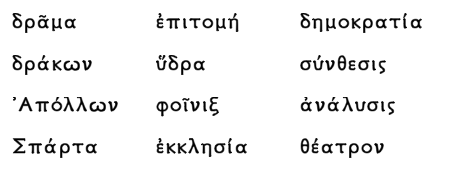 δρᾶμα ἐπιτομή δημοκρατία
δράκων ὕδρα σύνθεσις
Ἀπόλλων φοῖνιξ ἀνάλυσις
Σπάρτα ἐκκλησία θέατρον